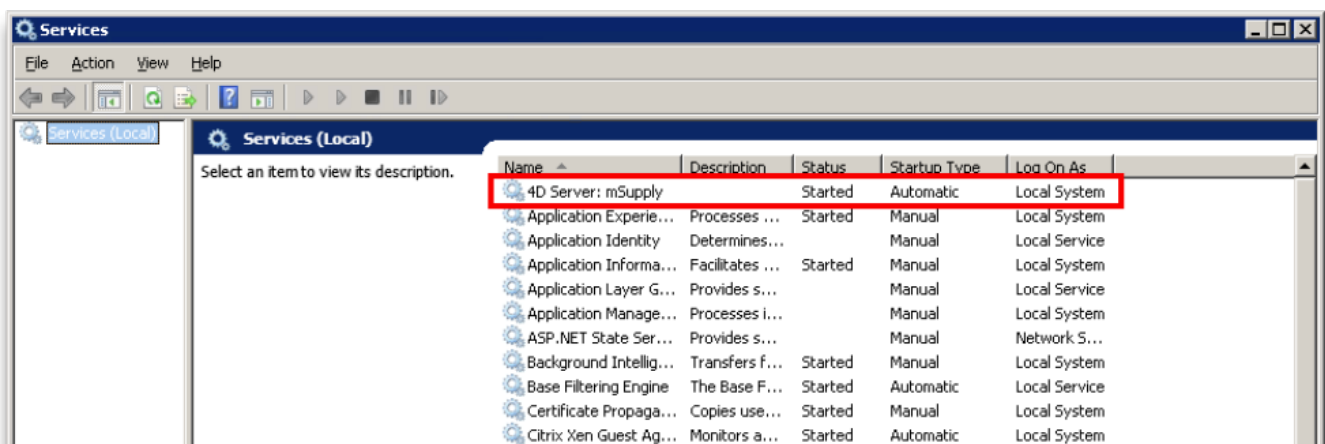 Services
File Action View Help
Services (Local)
Services (Local)
Select an item to view its description.
Name Description Status Startup Type Log On As
4D Server: mSupply Started Automatic Local System
Application Experie... Processes ... Started Manual Local System
Application Identity Determines... Manual Local Service
Application Informa... Facilitates ... Started Manual Local System
Application Layer G... Provides s... Manual Local Service
Application Manage... Processes i... Manual Local System
ASP.NET State Ser... Provides s... Manual Network S...
Background Intellig... Transfers f... Started Manual Local System
Base Filtering Engine The Base F... Started Automatic Local Service
Certificate Propaga... Copies use... Started Manual Local System
Citrix Xen Guest Ag... Monitors a... Started Automatic Local System